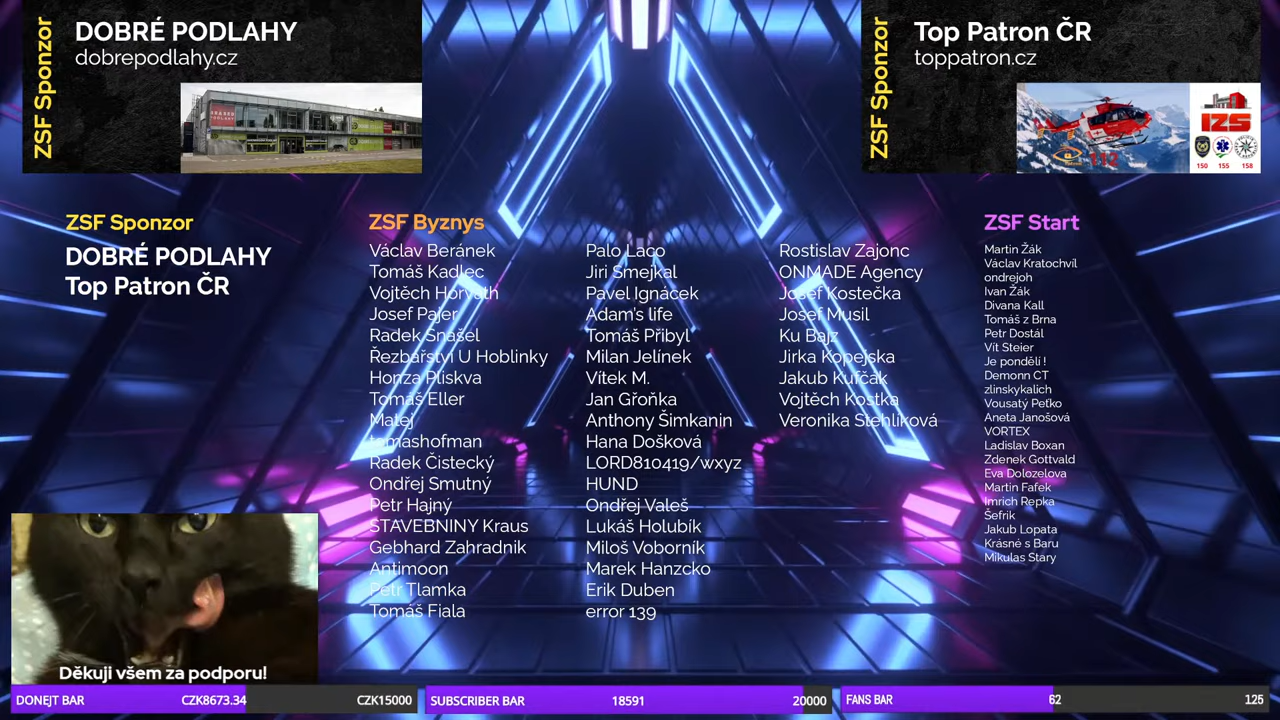 ZSF Sponzor
DOBRÉ PODLAHY
dobrepodlahy.cz
ZSF Sponzor
Top Patron ČR
toppatron.cz
112
IZS
150 155 158
ZSF Sponzor
DOBRÉ PODLAHY
Top Patron ČR
ZSF Byznys
Václav Beránek
Tomáš Kadlec
Vojtěch Horvath
Josef Pajer
Radek Snášel
Řezbářství U Hoblinky
Honza Pliskva
Tomáš Eller
Matej
tomashofman
Radek Čistecký
Ondřej Smutný
Petr Hajný
STAVEBNINY Kraus
Gebhard Zahradnik
Antimoon
Petr Tlamka
Tomáš Fiala
Palo Laco
Jiri Smejkal
Pavel Ignácek
Adam's life
Tomáš Přibyl
Milan Jelínek
Vítek M.
Jan Gřoňka
Anthony Šimkanin
Hana Došková
LORD810419/wxyz
HUND
Ondřej Valeš
Lukáš Holubík
Miloš Voborník
Marek Hanzcko
Erik Duben
error 139
Rostislav Zajonc
ONMADE Agency
Josef Kostečka
Josef Musil
Ku Bajz
Jirka Kopejska
Jakub Kufčák
Vojtěch Kostka
Veronika Stehlíková
ZSF Start
Martin Žák
Václav Kratochvíl
ondrejoh
Ivan Žák
Divana Kall
Tomáš z Brna
Petr Dostál
Vít Steier
Je pondělí !
Demonn CT
zlinskykalich
Vousatý Peťko
Aneta Janošová
VORTEX
Ladislav Boxan
Zdenek Gottvald
Eva Dolozelova
Martin Fafek
Imrich Repka
Šefrik
Jakub Lopata
Krásné s Baru
Mikulas Stary
Děkuji všem za podporu!
DONEJT BAR CZK8673.34 CZK15000
SUBSCRIBER BAR 18591 20000
FANS BAR 62 125